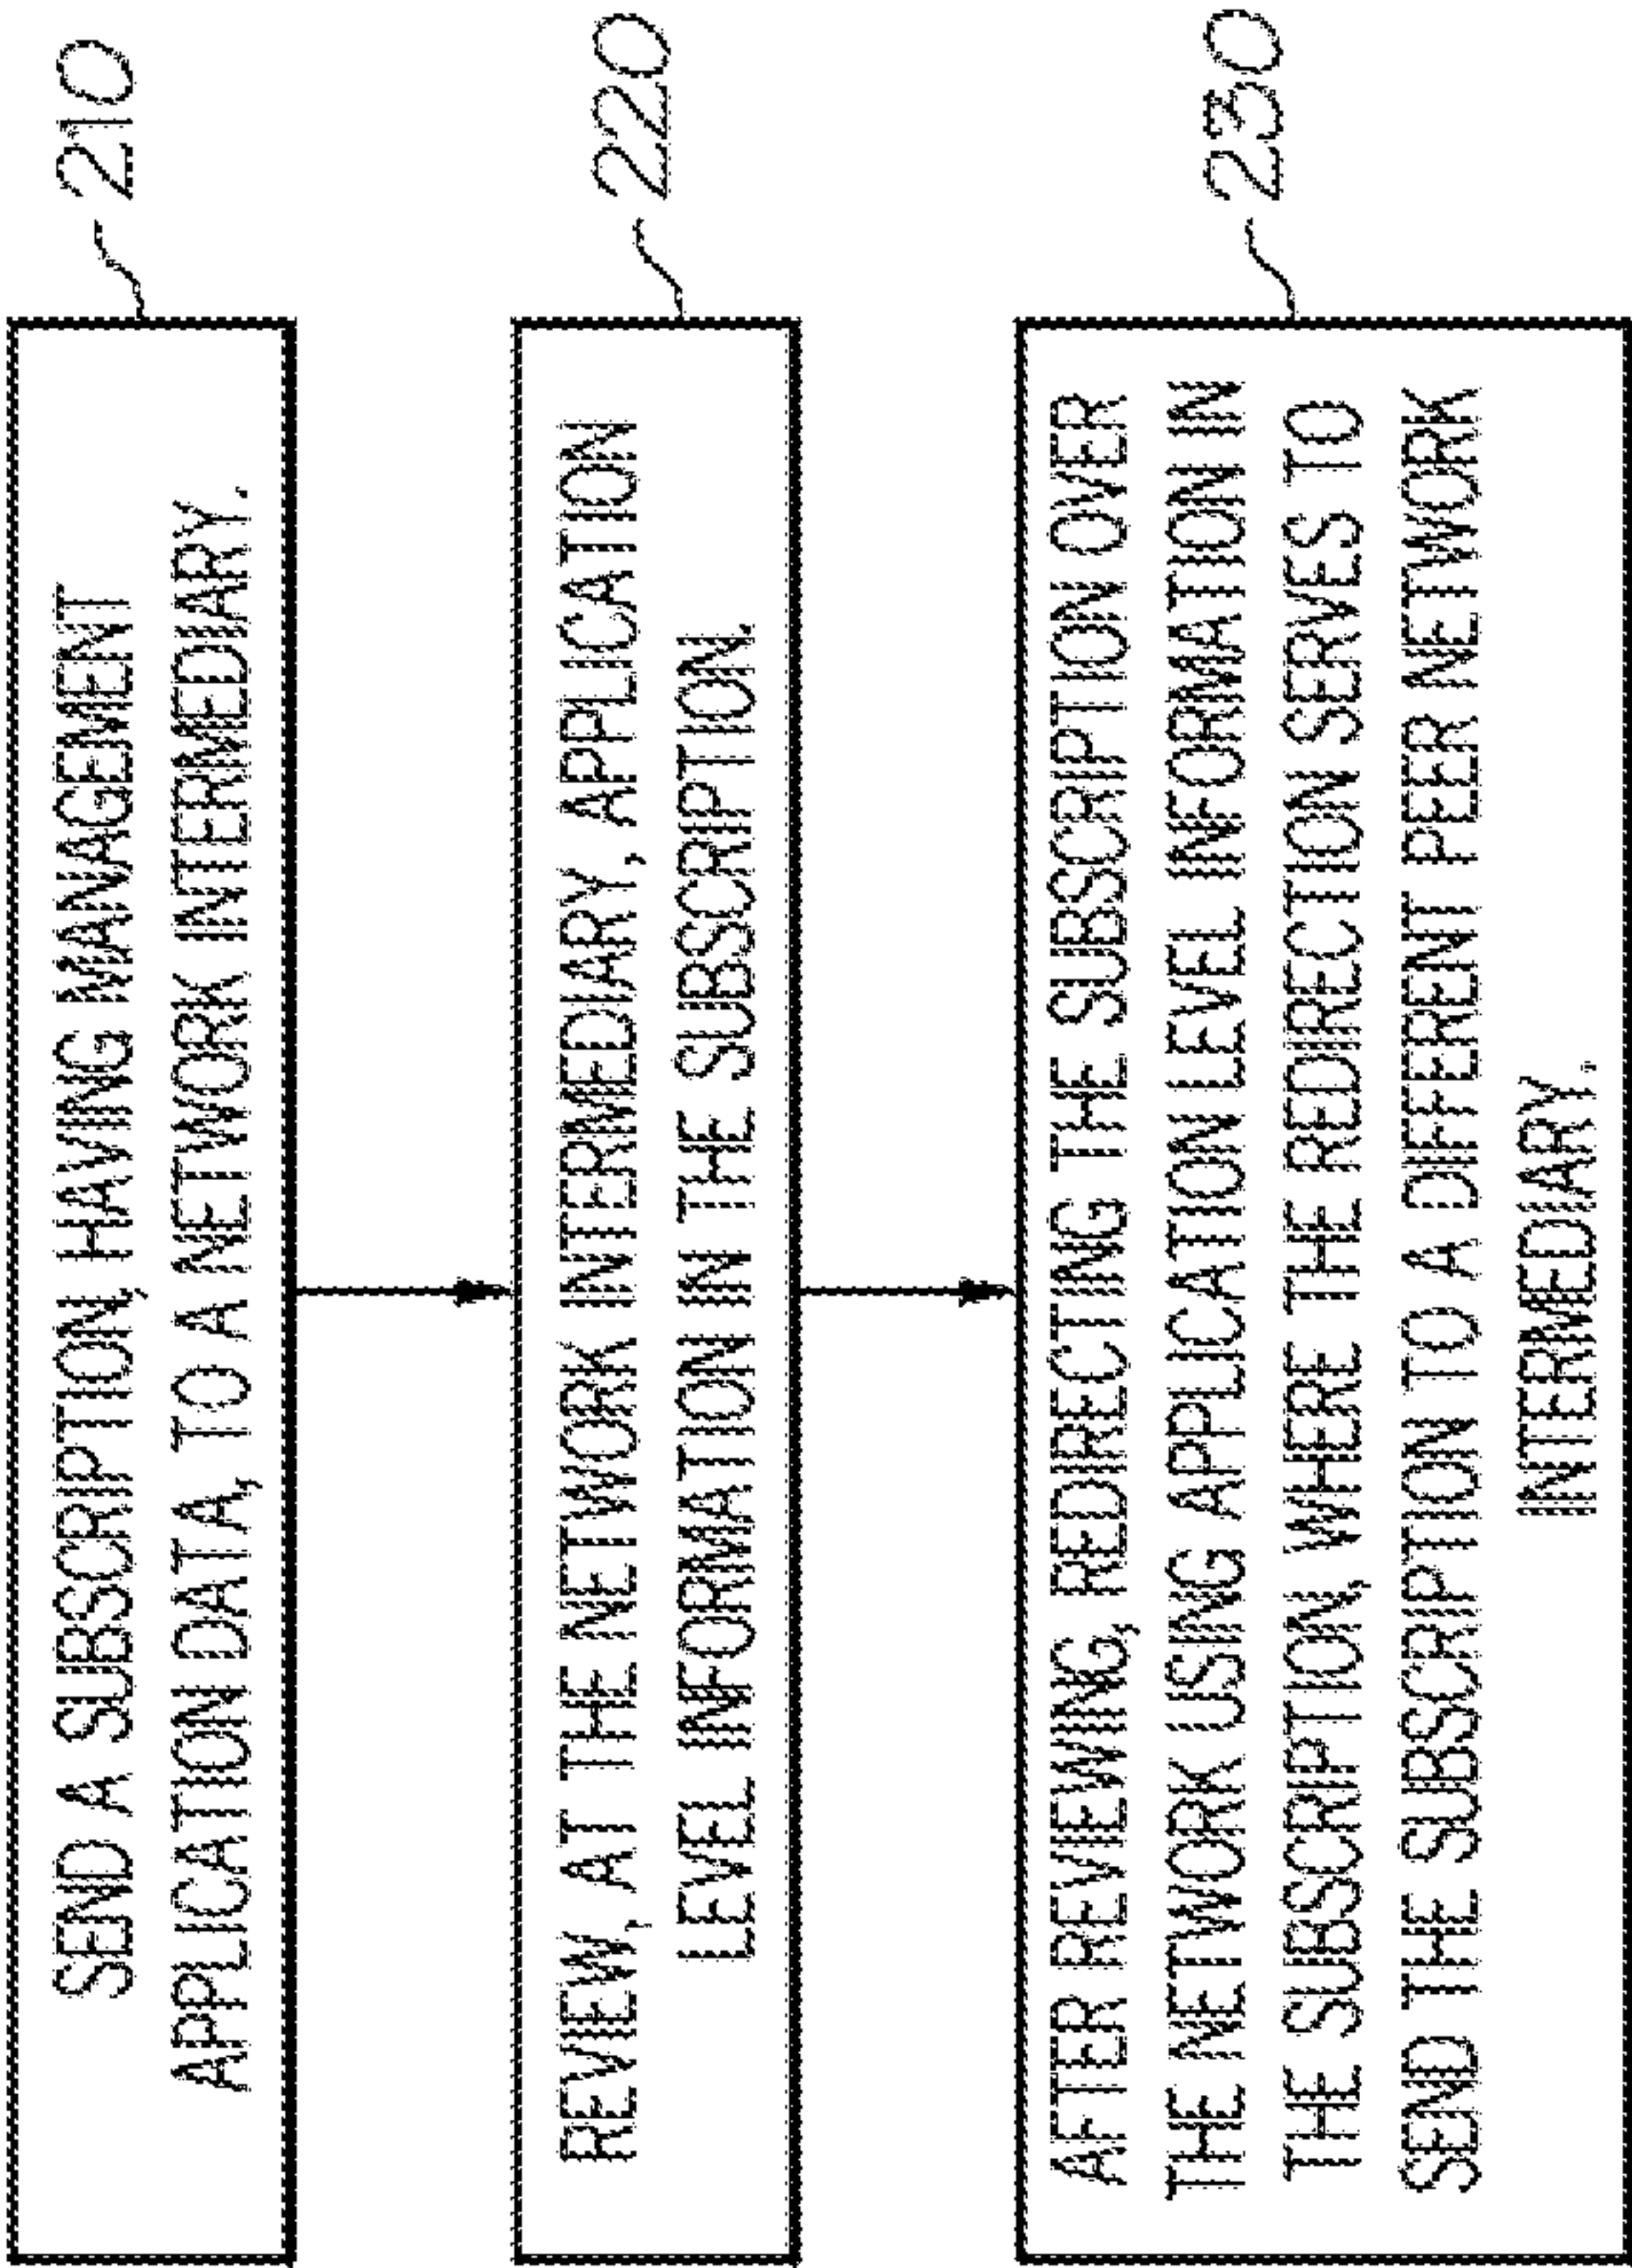 SEND A SUBSCRIPTION, HAVING MANAGEMENT
APPLICATION DATA, TO A NETWORK INTERMEDIARY.
210
REVIEW, AT THE NETWORK INTERMEDIARY, APPLICATION
LEVEL INFORMATION IN THE SUBSCRIPTION.
220
AFTER REVIEWING, REDIRECTING THE SUBSCRIPTION OVER
THE NETWORK USING APPLICATION LEVEL INFORMATION IN
THE SUBSCRIPTION, WHERE THE REDIRECTION SERVES TO
SEND THE SUBSCRIPTION TO A DIFFERENT PEER NETWORK
INTERMEDIARY.
230